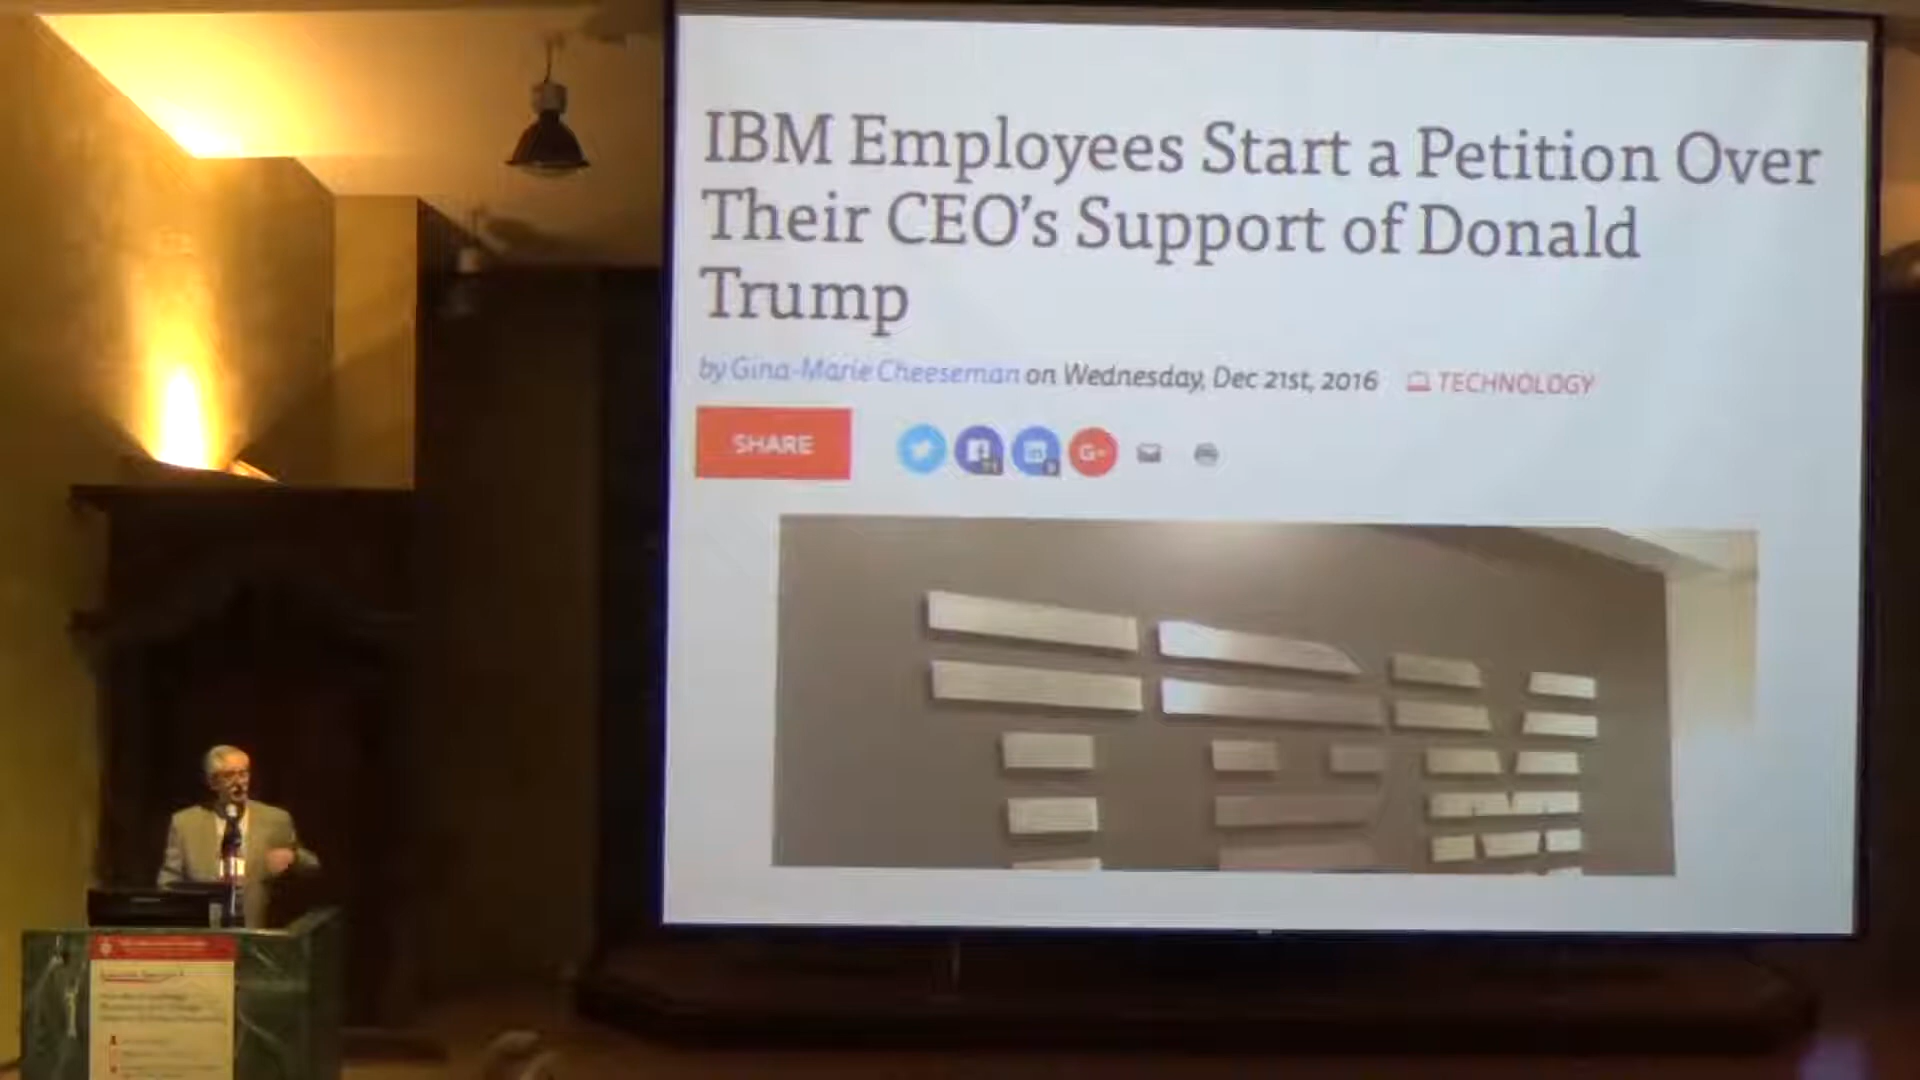 IBM Employees Start a Petition Over
Their CEO's Support of Donald
Trump
by Gina-Marie Cheeseman on Wednesday, Dec 21st, 2016 TECHNOLOGY
SHARE
in G+